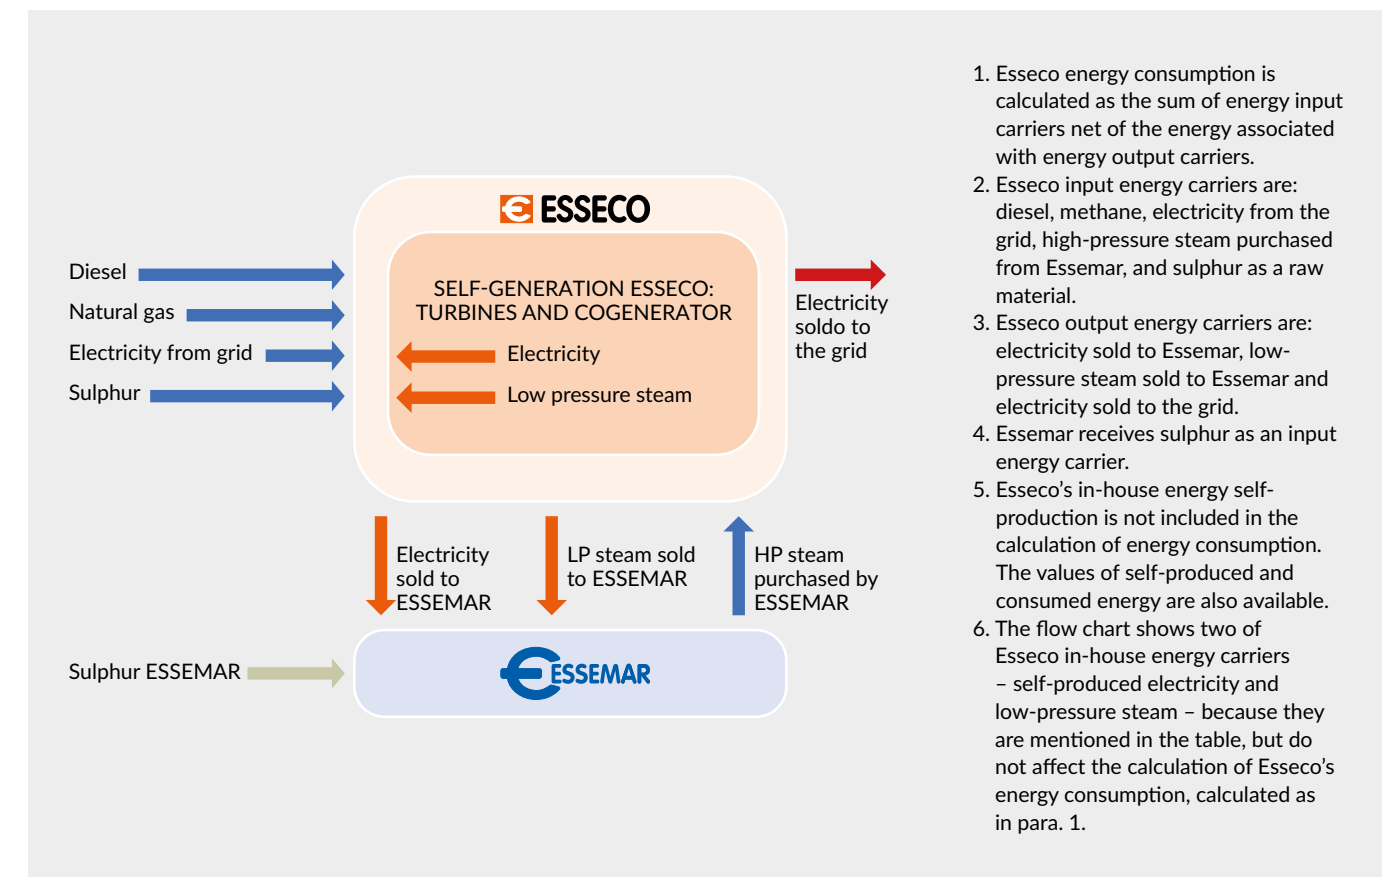 ESSECO
SELF-GENERATION ESSECO:
TURBINES AND COGENERATOR
Diesel
Natural gas
Electricity from grid
Sulphur
Electricity
Low pressure steam
Electricity
soldo to
the grid
Electricity
sold to
ESSEMAR
LP steam sold
to ESSEMAR
HP steam
purchased by
ESSEMAR
Sulphur ESSEMAR
ESSEMAR
1. Esseco energy consumption is
calculated as the sum of energy input
carriers net of the energy associated
with energy output carriers.
2. Esseco input energy carriers are:
diesel, methane, electricity from the
grid, high-pressure steam purchased
from Essemar, and sulphur as a raw
material.
3. Esseco output energy carriers are:
electricity sold to Essemar, low-
pressure steam sold to Essemar and
electricity sold to the grid.
4. Essemar receives sulphur as an input
energy carrier.
5. Esseco's in-house energy self-
production is not included in the
calculation of energy consumption.
The values of self-produced and
consumed energy are also available.
6. The flow chart shows two of
Esseco in-house energy carriers
– self-produced electricity and
low-pressure steam – because they
are mentioned in the table, but do
not affect the calculation of Esseco's
energy consumption, calculated as
in para. 1.